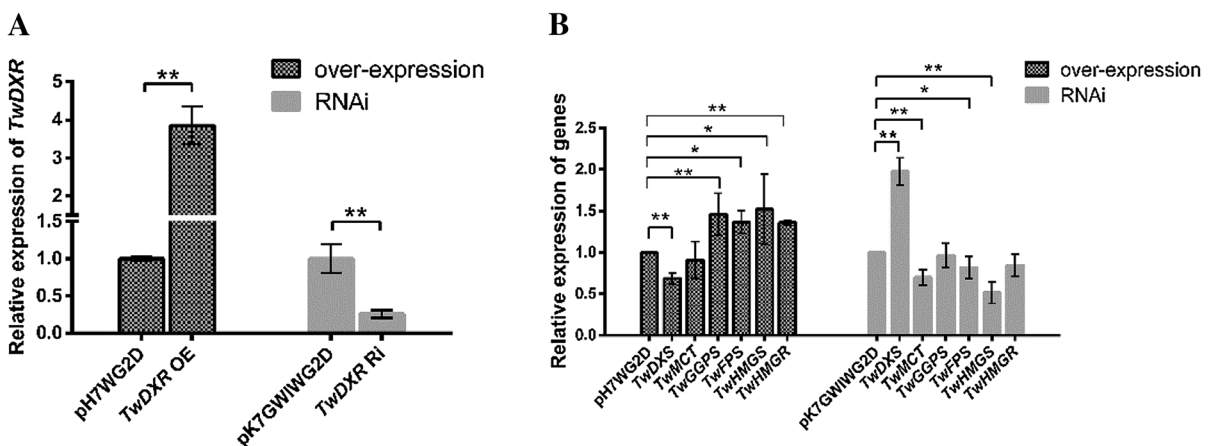 A
Relative expression of TwDXR
5
4
3
2
1.5
1.0
0.5
0.0
**
**
over-expression
RNAi
pH7WG2D
TwDXR OE
pK7GWIWG2D
TwDXR Ri
B
Relative expression of genes
2.5
2.0
1.5
1.0
0.5
0.0
**
*
*
**
**
**
*
**
**
over-expression
RNAi
pH7WG2D
TwDXS
TwMCT
TwGGPS
TwFPS
TwHMGS
TwHMGR
pK7GWIWG2D
TwDXS
TwMCT
TwGGPS
TwFPS
TwHMGS
TwHMGR